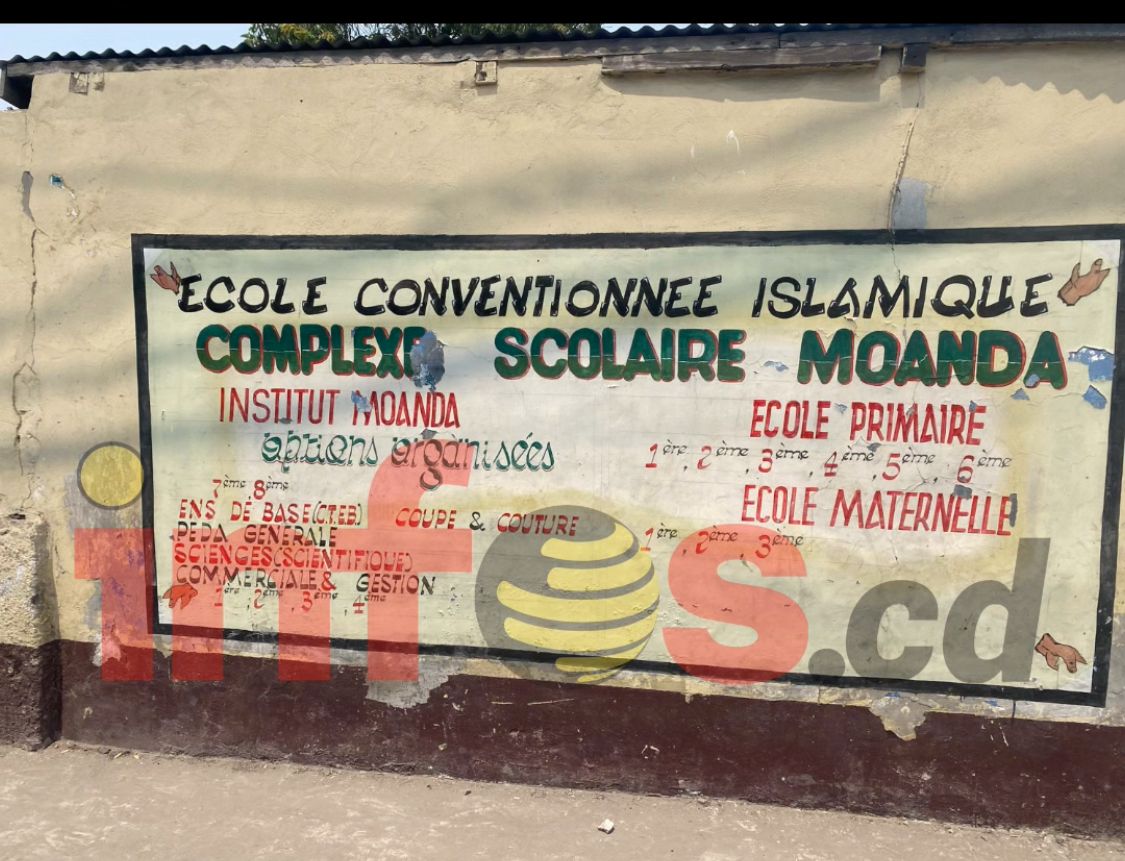 ECOLE CONVENTIONNEE ISLAMIQUE
COMPLEXE SCOLAIRE MOANDA
INSTITUT MOANDA
options organisées
7ème 8ème
ENS DE BASE(C.T.E.B.)
PEDA GENERALE
SCIENCES(SCIENTIFIQUE)
COMMERCIALE & GESTION
1ère, 2ème, 3ème, 4ème
COUPE & COUTURE
ECOLE PRIMAIRE
1ère, 2ème, 3ème, 4ème, 5ème, 6ème
ECOLE MATERNELLE
1ère, 2ème, 3ème
infos.cd